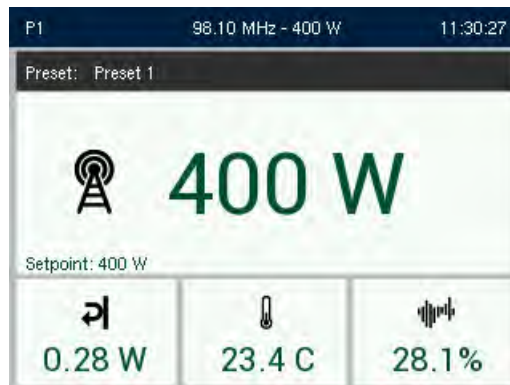 P1 98.10 MHz - 400 W 11:30:27
Preset: Preset 1
400 W
Setpoint: 400 W
0.28 W 23.4 C 28.1%